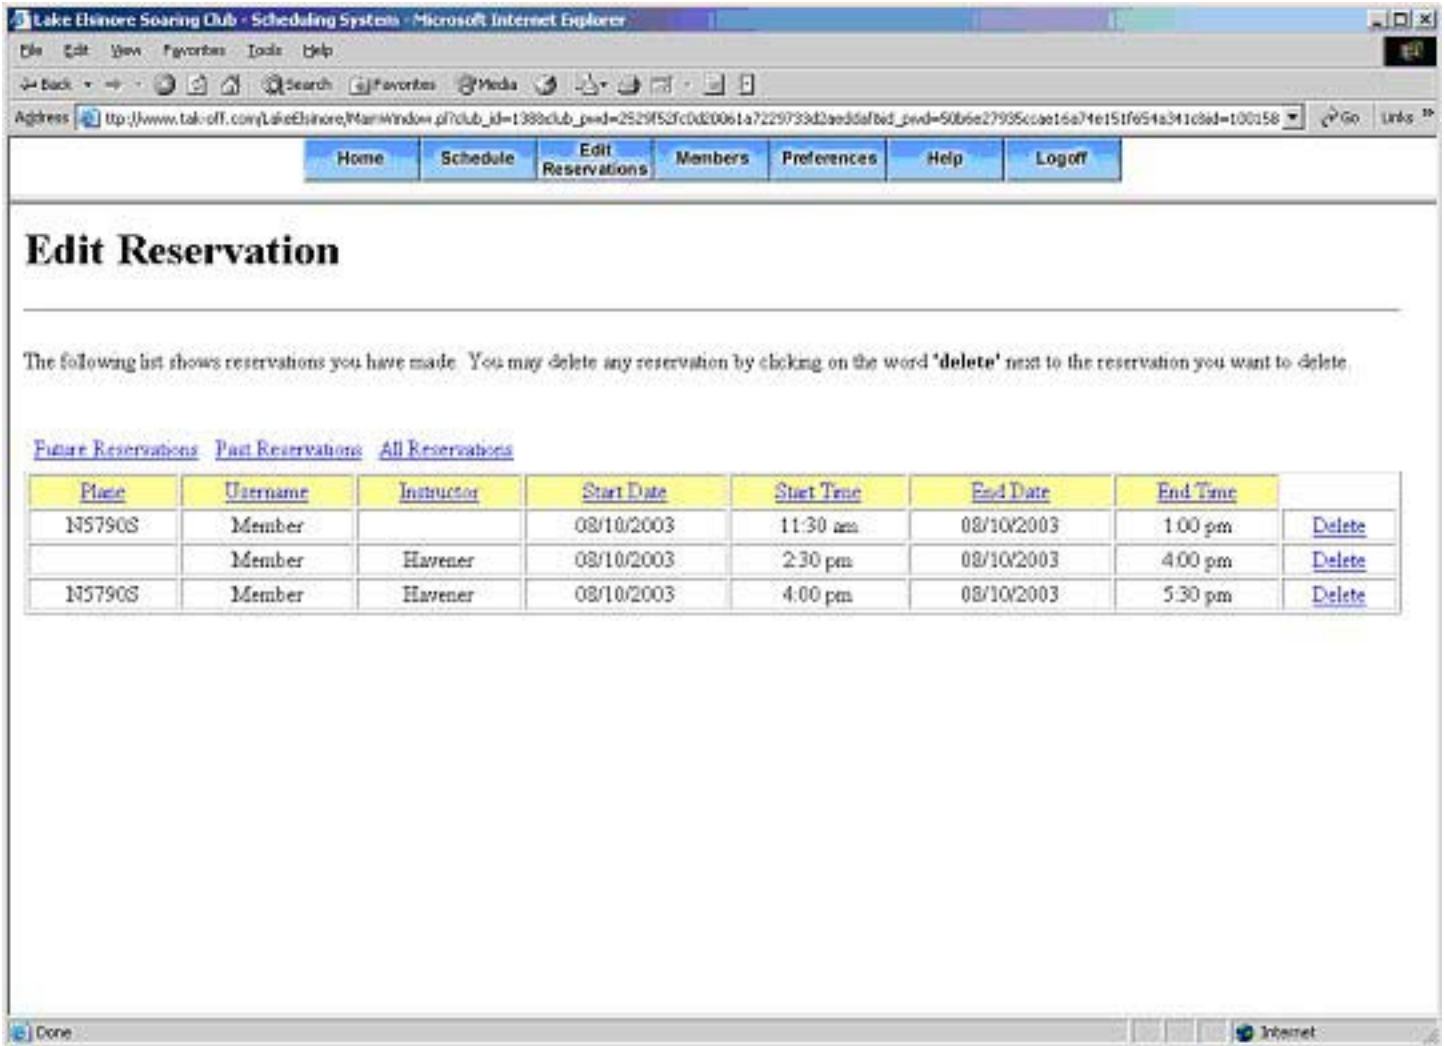 Lake Elsinore Soaring Club - Scheduling System - Microsoft Internet Explorer
File Edit View Favorites Tools Help
Back Search Favorites Media
Address Go Links »
Home Schedule Edit Reservations Members Preferences Help Logoff
Edit Reservation
The following list shows reservations you have made. You may delete any reservation by clicking on the word 'delete' next to the reservation you want to delete.
Future Reservations Past Reservations All Reservations
Plane Username Instructor Start Date Start Time End Date End Time
N5790S Member 08/10/2003 11:30 am 08/10/2003 1:00 pm Delete
Member Havener 08/10/2003 2:30 pm 08/10/2003 4:00 pm Delete
N5790S Member Havener 08/10/2003 4:00 pm 08/10/2003 5:30 pm Delete
Done Internet